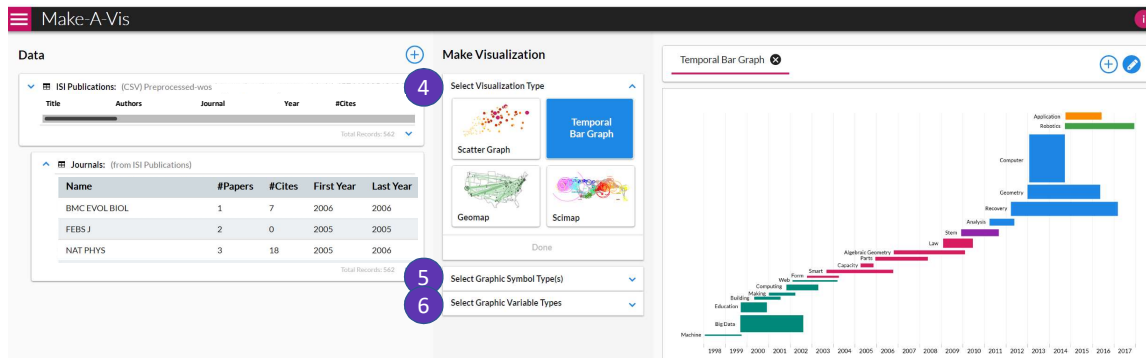 Make-A-Vis
i
Data
ISI Publications: (CSV) Preprocessed-wos
Title Authors Journal Year #Cites
Total Records: 562
Journals: (from ISI Publications)
Name #Papers #Cites First Year Last Year
BMC EVOL BIOL 1 7 2006 2006
FEBS J 2 0 2005 2005
NAT PHYS 3 18 2005 2006
Total Records: 562
Make Visualization
4
Select Visualization Type
Scatter Graph
Temporal
Bar Graph
Geomap
Scimap
Done
5
Select Graphic Symbol Type(s)
6
Select Graphic Variable Types
Temporal Bar Graph
Application
Robotics
Computer
Geometry
Recovery
Analysis
Stem
Law
Algebraic Geometry
Parts
Capacity
Smart
Form
Web
Computing
Making
Building
Education
Big Data
Machine
1998 1999 2000 2001 2002 2003 2004 2005 2006 2007 2008 2009 2010 2011 2012 2013 2014 2015 2016 2017